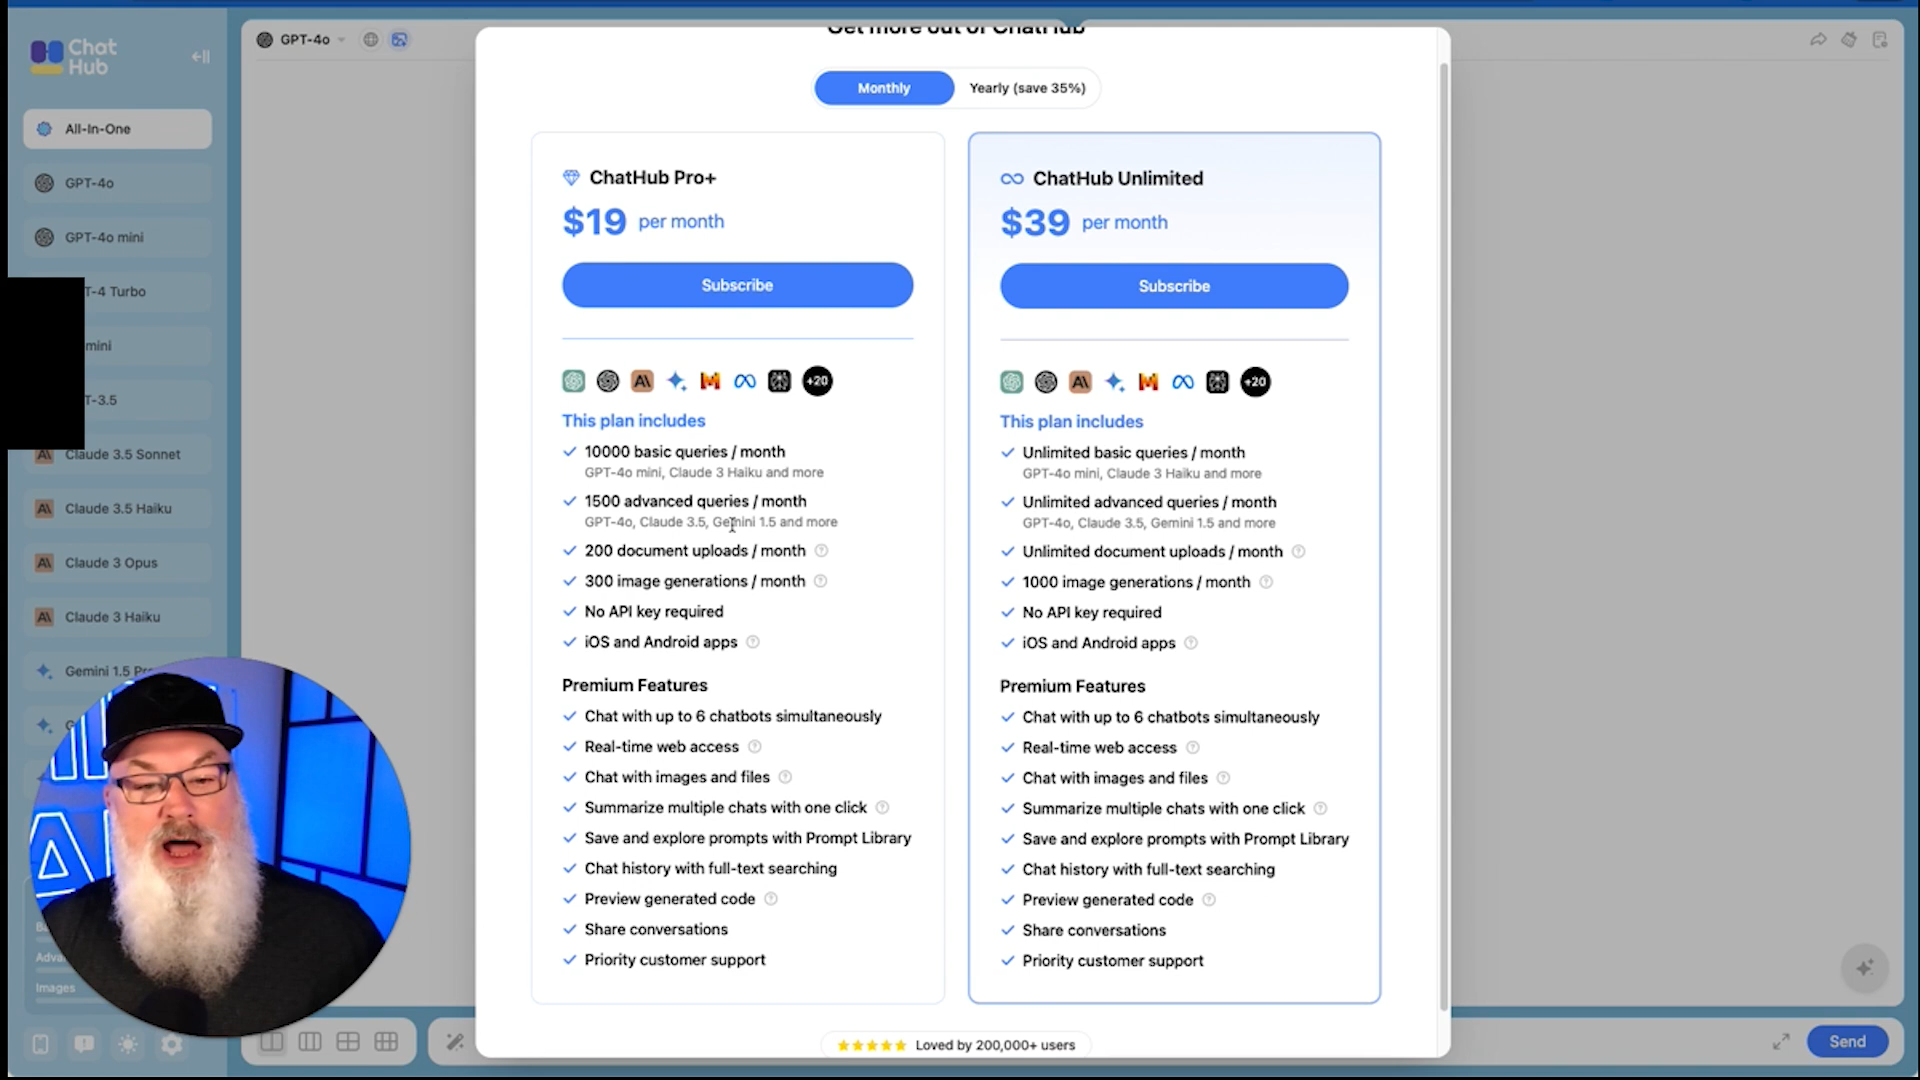 Chat
Hub
All-In-One
GPT-4o
GPT-4o mini
T-4 Turbo
mini
T-3.5
Claude 3.5 Sonnet
Claude 3.5 Haiku
Claude 3 Opus
Claude 3 Haiku
Gemini 1.5 Pr
Adva
Images
GPT-4o
Get more out of ChatHub
Monthly
Yearly (save 35%)
ChatHub Pro+
$19 per month
Subscribe
+20
This plan includes
10000 basic queries / month
GPT-4o mini, Claude 3 Haiku and more
1500 advanced queries / month
GPT-4o, Claude 3.5, Gemini 1.5 and more
200 document uploads / month
300 image generations / month
No API key required
iOS and Android apps
Premium Features
Chat with up to 6 chatbots simultaneously
Real-time web access
Chat with images and files
Summarize multiple chats with one click
Save and explore prompts with Prompt Library
Chat history with full-text searching
Preview generated code
Share conversations
Priority customer support
ChatHub Unlimited
$39 per month
Subscribe
+20
This plan includes
Unlimited basic queries / month
GPT-4o mini, Claude 3 Haiku and more
Unlimited advanced queries / month
GPT-4o, Claude 3.5, Gemini 1.5 and more
Unlimited document uploads / month
1000 image generations / month
No API key required
iOS and Android apps
Premium Features
Chat with up to 6 chatbots simultaneously
Real-time web access
Chat with images and files
Summarize multiple chats with one click
Save and explore prompts with Prompt Library
Chat history with full-text searching
Preview generated code
Share conversations
Priority customer support
Loved by 200,000+ users
Send